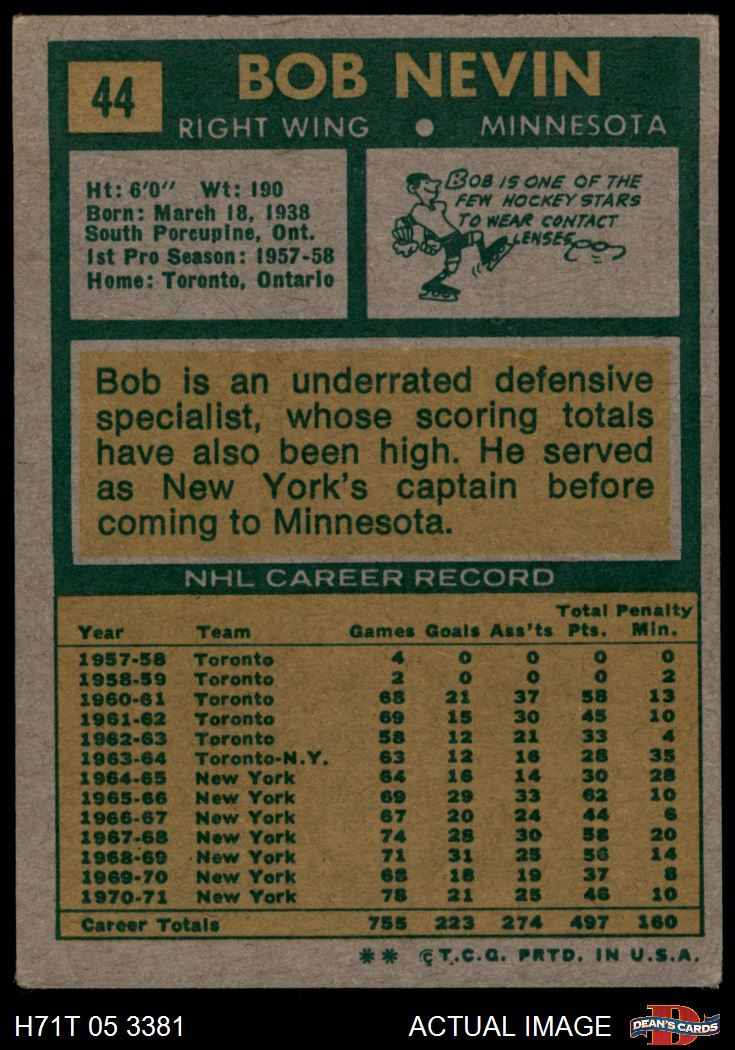 44
BOB NEVIN
RIGHT WING • MINNESOTA
Ht: 6'0" Wt: 190
Born: March 18, 1938
South Porcupine, Ont.
1st Pro Season: 1957-58
Home: Toronto, Ontario
BOB IS ONE OF THE
FEW HOCKEY STARS
TO WEAR CONTACT
LENSES
Bob is an underrated defensive
specialist, whose scoring totals
have also been high. He served
as New York's captain before
coming to Minnesota.
NHL CAREER RECORD
Total Penalty
Year Team Games Goals Ass'ts Pts. Min.
1957-58 Toronto 4 0 0 0 0
1958-59 Toronto 2 0 0 0 2
1960-61 Toronto 68 21 37 58 13
1961-62 Toronto 69 15 30 45 10
1962-63 Toronto 58 12 21 33 4
1963-64 Toronto-N.Y. 63 12 16 28 35
1964-65 New York 64 16 14 30 28
1965-66 New York 69 29 33 62 10
1966-67 New York 67 20 24 44 6
1967-68 New York 74 28 30 58 20
1968-69 New York 71 31 25 56 14
1969-70 New York 68 18 19 37 8
1970-71 New York 78 21 25 46 10
Career Totals 755 223 274 497 160
** © T.C.G. PRTD. IN U.S.A.
H71T 05 3381 ACTUAL IMAGE DEAN'S CARDS